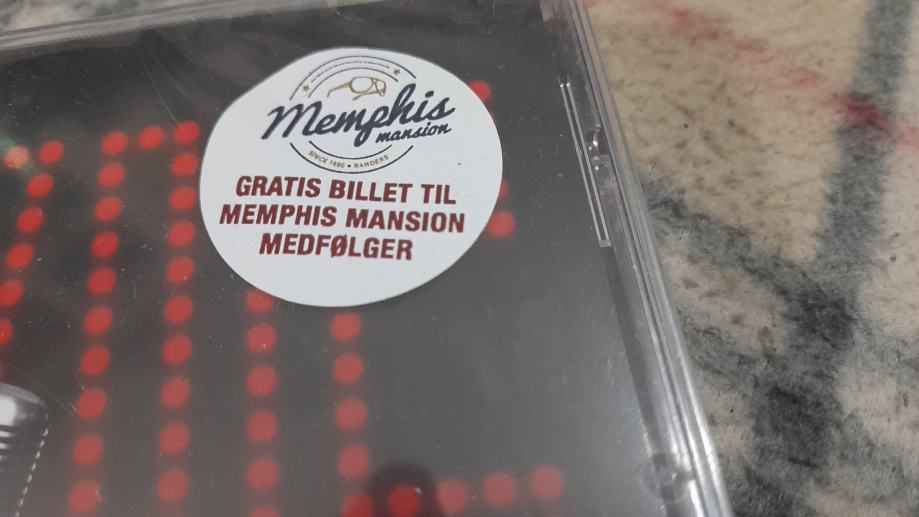 Memphis
mansion
SINCE 1990 • RANDERS
GRATIS BILLET TIL
MEMPHIS MANSION
MEDFØLGER